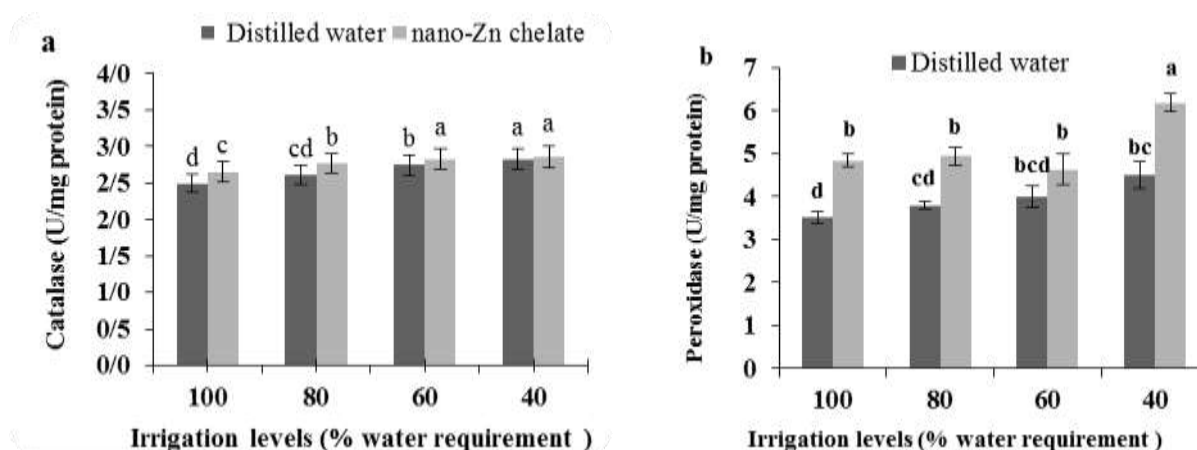 a
Distilled water nano-Zn chelate
Catalase (U/mg protein)
4/0
3/5
3/0
2/5
2/0
1/5
1/0
0/5
0/0
d c cd b b a a a
100 80 60 40
Irrigation levels (% water requirement )
b
Distilled water
Peroxidase (U/mg protein)
7
6
5
4
3
2
1
0
d b cd b bcd b bc a
100 80 60 40
Irrigation levels (% water requirement )